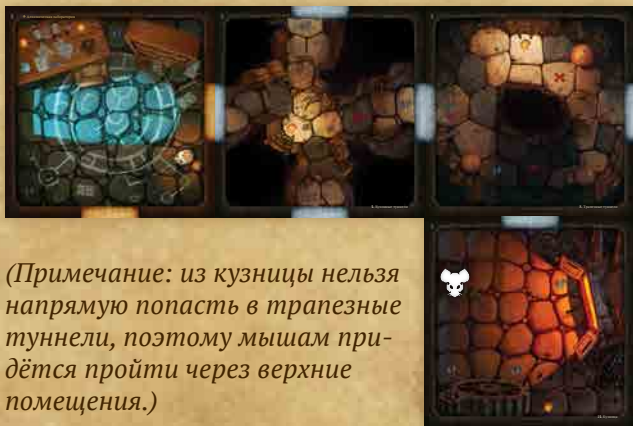 (Примечание: из кузницы нельзя
напрямую попасть в трапезные
туннели, поэтому мышам при-
дётся пройти через верхние
помещения.)